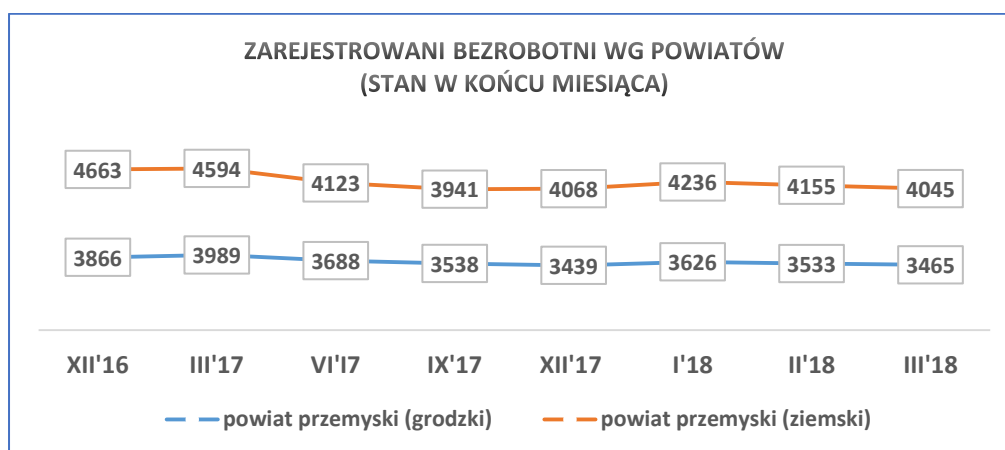 ZAREJESTROWANI BEZROBOTNI WG POWIATÓW
(STAN W KOŃCU MIESIĄCA)
4663 4594 4123 3941 4068 4236 4155 4045
3866 3989 3688 3538 3439 3626 3533 3465
XII'16 III'17 VI'I7 IX'17 XII'17 I'18 II'18 III'18
powiat przemyski (grodzki) powiat przemyski (ziemski)